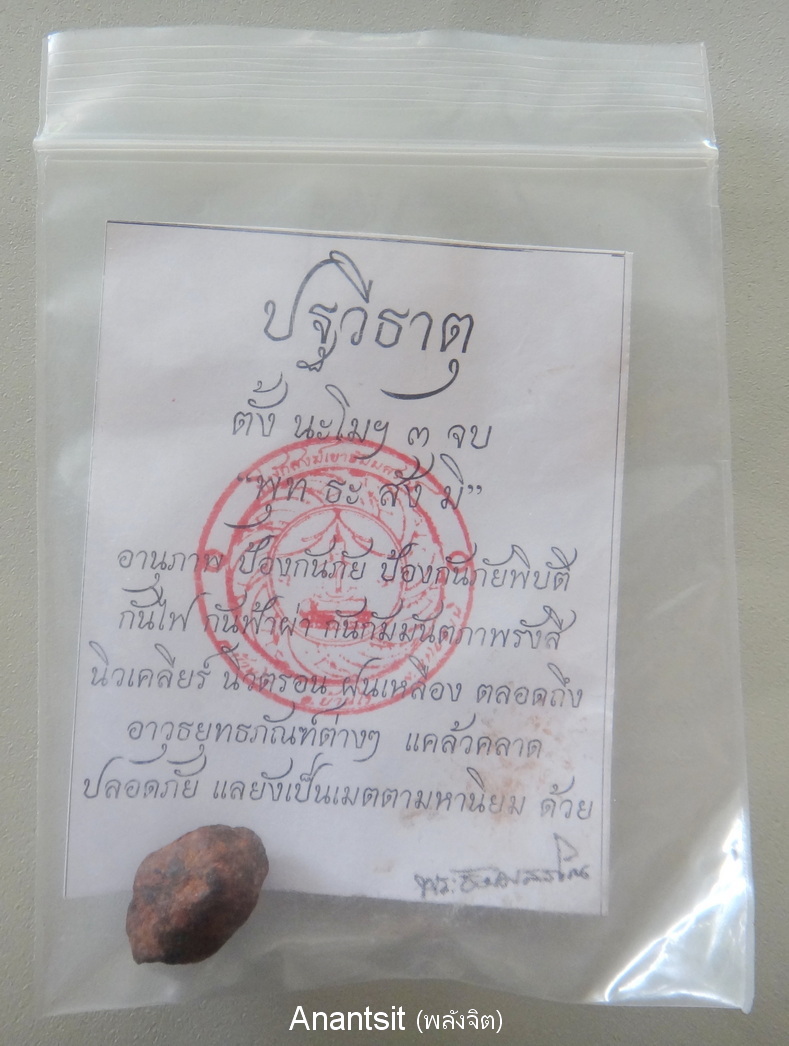 ปฐวีธาตุ
ตั้ง นะโมฯ ๓ จบ
“พุท ธะ สัง มิ”
อานุภาพ ป้องกันภัย ป้องกันภัยพิบัติ
กันไฟ กันฟ้าผ่า กันกัมมันตภาพรังสี
นิวเคลียร์ นิวตรอน ฝนเหลือง ตลอดถึง
อาวุธยุทธภัณฑ์ต่างๆ แคล้วคลาด
ปลอดภัย และยังเป็นเมตตามหานิยม ด้วย
พระ
Anantsit (พลังจิต)